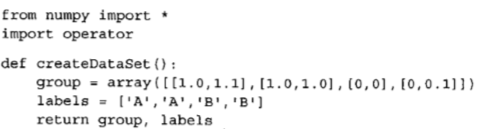 from numpy import *
import operator
def createDataSet():
    group = array([[1.0,1.1],[1.0,1.0],[0,0],[0,0.1]])
    labels = ['A','A','B','B']
    return group, labels